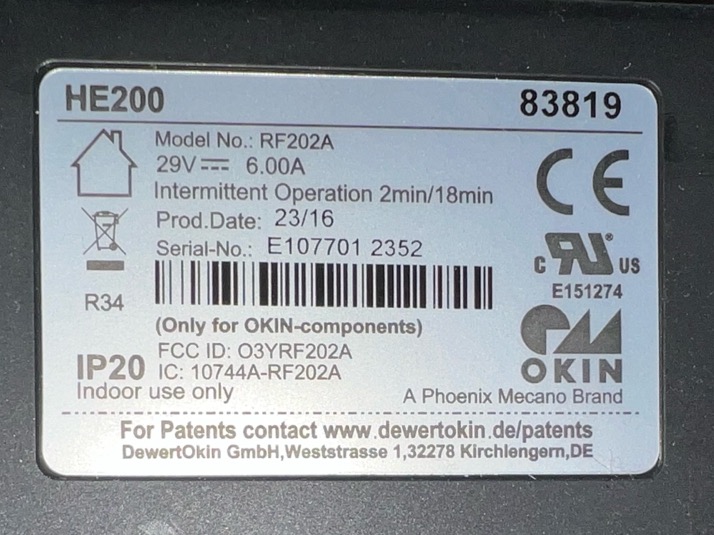 HE200 83819
Model No.: RF202A
29V 6.00A
Intermittent Operation 2min/18min
Prod.Date: 23/16
Serial-No.: E107701 2352
CE
c RU US
E151274
R34
(Only for OKIN-components)
FCC ID: O3YRF202A
IP20 IC: 10744A-RF202A
Indoor use only
OKIN
A Phoenix Mecano Brand
For Patents contact www.dewertokin.de/patents
DewertOkin GmbH,Weststrasse 1,32278 Kirchlengern,DE